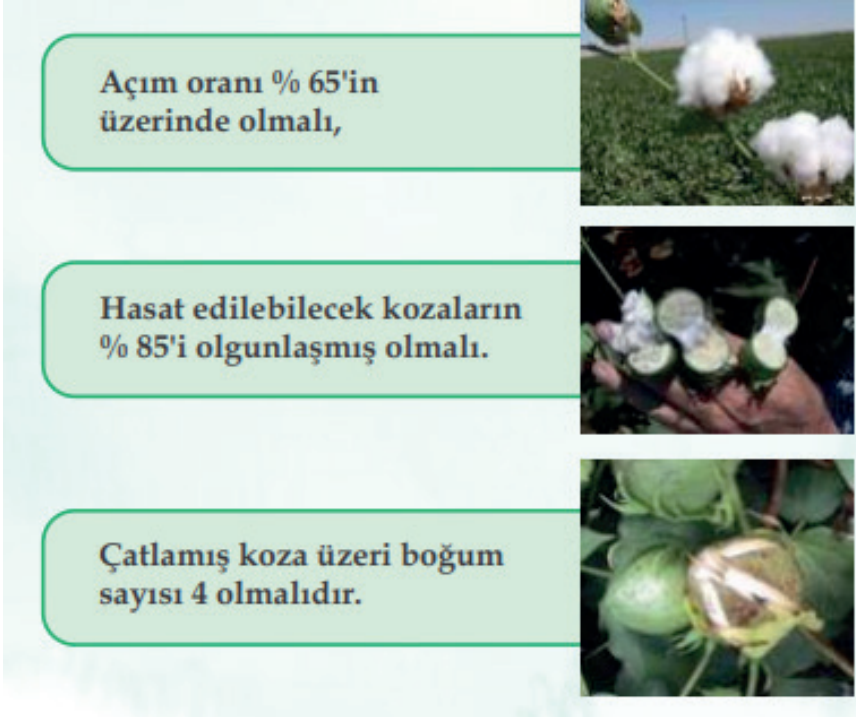 Açım oranı % 65'in
üzerinde olmalı,
Hasat edilebilecek kozaların
% 85'i olgunlaşmış olmalı.
Çatlamış koza üzeri boğum
sayısı 4 olmalıdır.